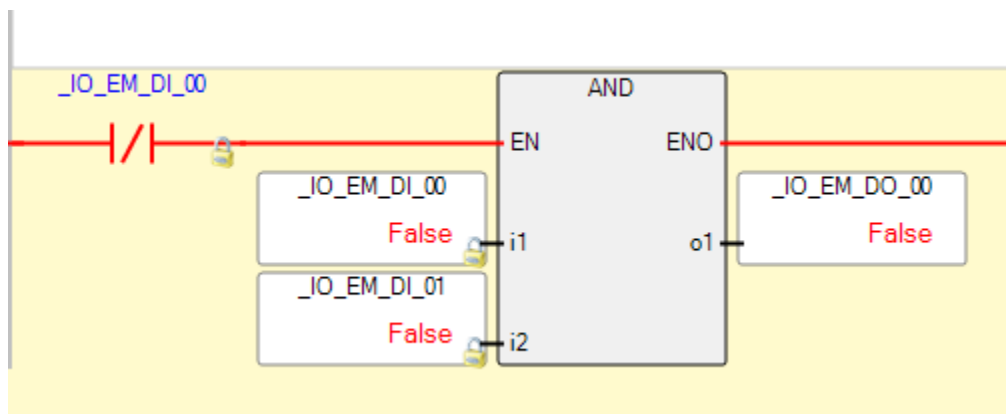 _IO_EM_DI_00
AND
EN ENO
_IO_EM_DI_00 _IO_EM_DO_00
False i1 o1 False
_IO_EM_DI_01
False i2